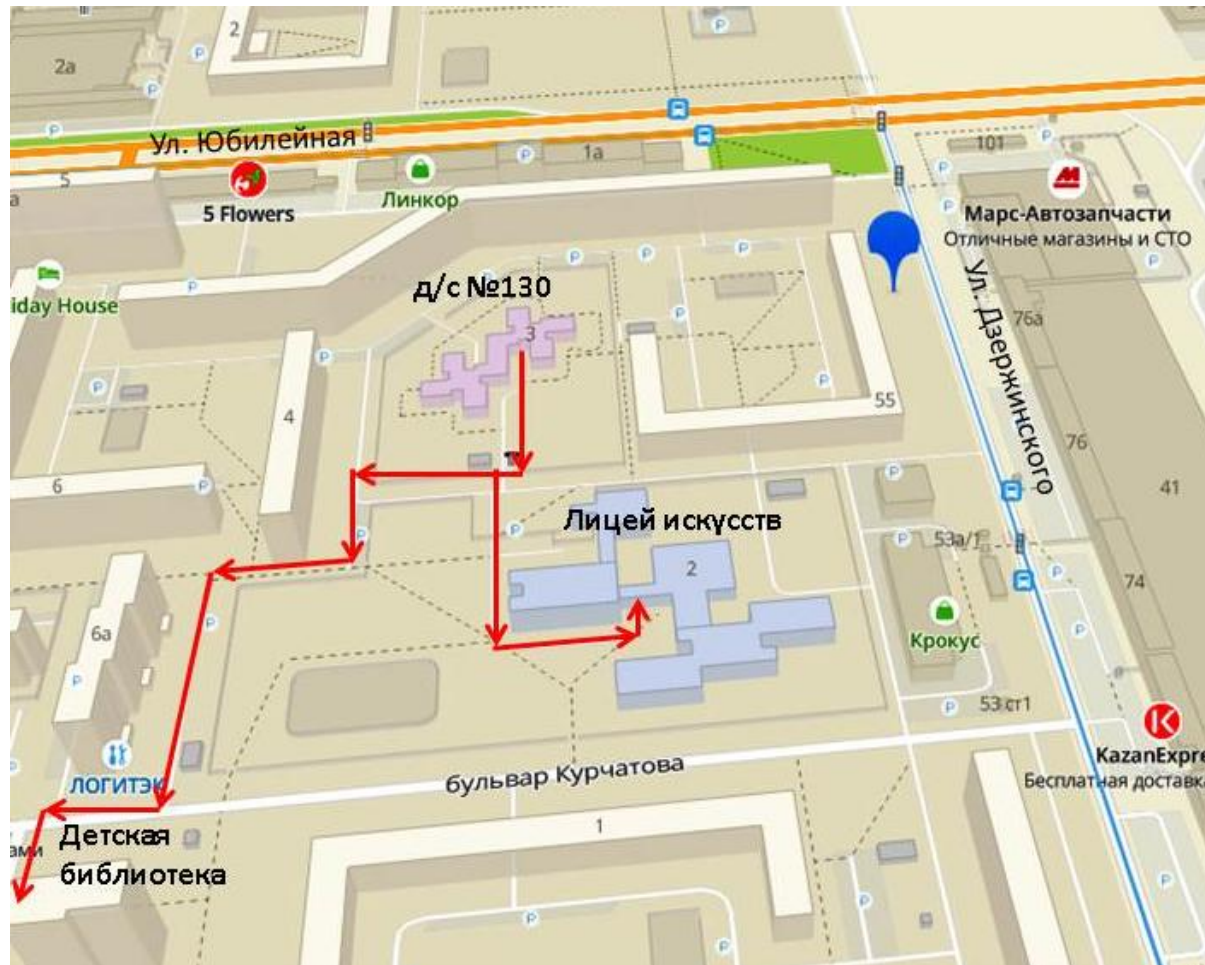 2
2а
P
Ул. Юбилейная
1а
101
5
5 Flowers
Линкор
Марс-Автозапчасти
Отличные магазины и СТО
iday House
д/с №130
3
Ул. Дзержинского
76а
4
55
76
41
6
Лицей искусств
53а/1
2
74
6а
Крокус
53 ст1
KazanExpre
Бесплатная доставка
ЛОГИТЭК
бульвар Курчатова
1
Детская
библиотека
ами